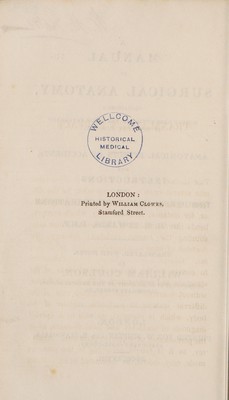 WELLCOME
HISTORICAL
MEDICAL
LIBRARY
LONDON:
Printed by WILLIAM CLOWES,
Stamford Street.